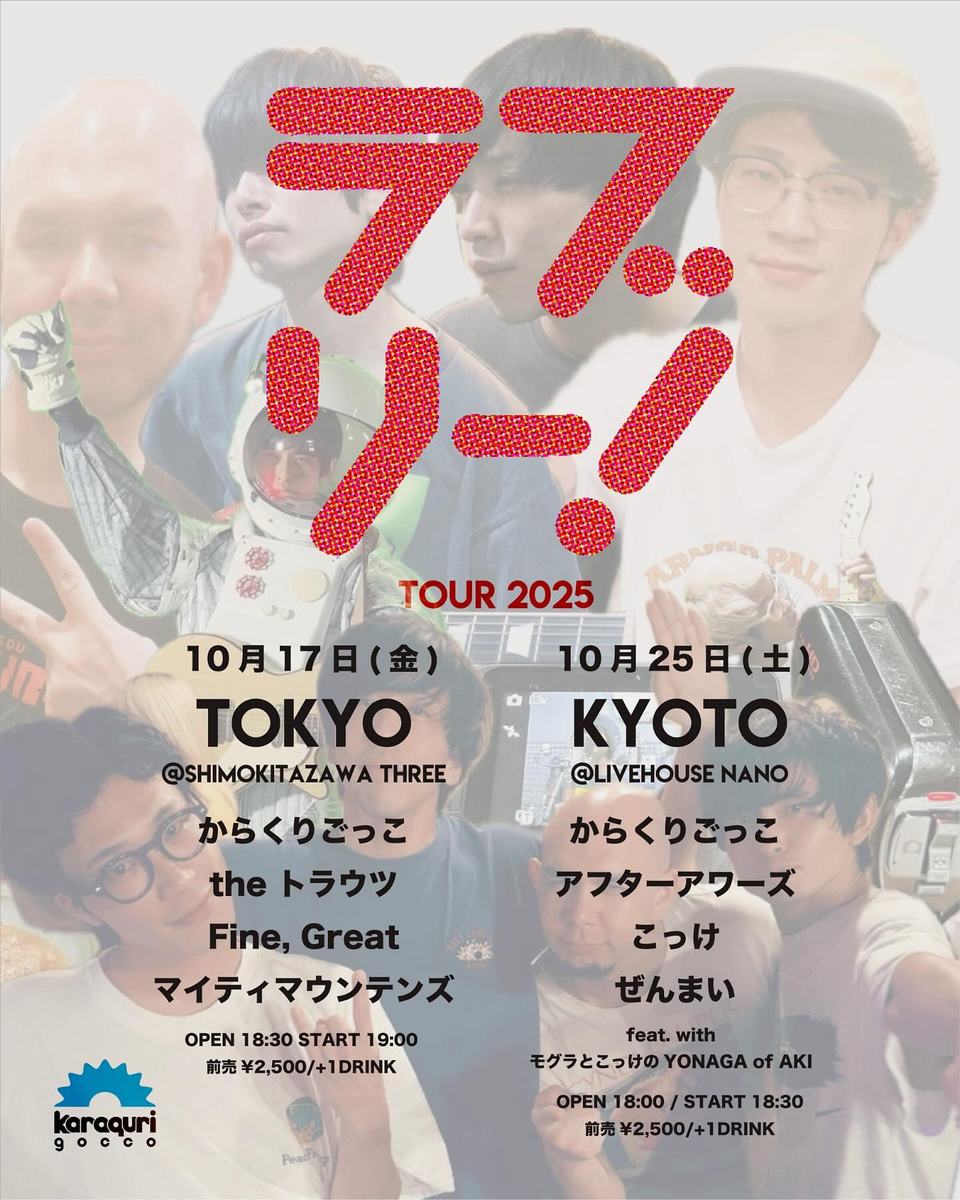 ラブ
リー!
TOUR 2025
10月17日(金)
TOKYO
@SHIMOKITAZAWA THREE
からくりごっこ
the トラウツ
Fine, Great
マイティマウンテンズ
OPEN 18:30 START 19:00
前売 ¥2,500/+1DRINK
10月25日(土)
KYOTO
@LIVEHOUSE NANO
からくりごっこ
アフターアワーズ
こっけ
ぜんまい
feat. with
モグラとこっけの YONAGA of AKI
OPEN 18:00 / START 18:30
前売 ¥2,500/+1DRINK
karaquri
gocco